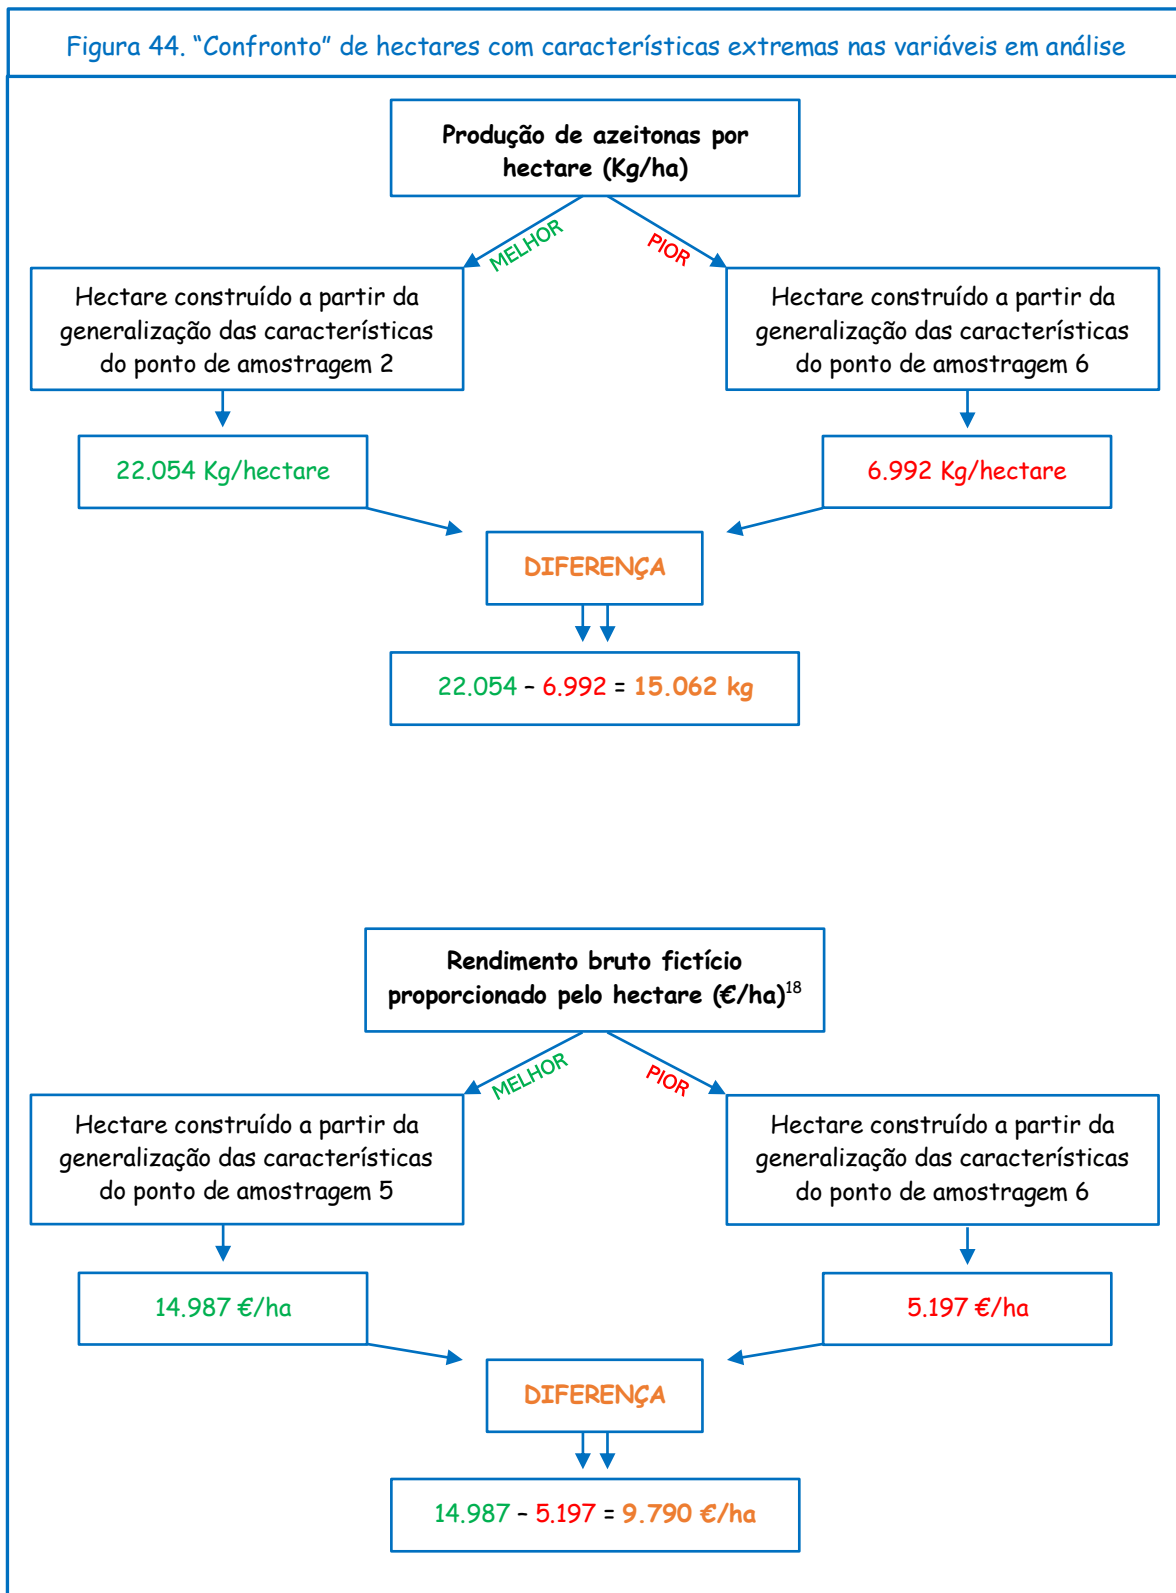 Figura 44. “Confronto” de hectares com características extremas nas variáveis em análise
Produção de azeitonas por
hectare (Kg/ha)
MELHOR
PIOR
Hectare construído a partir da
generalização das características
do ponto de amostragem 2
Hectare construído a partir da
generalização das características
do ponto de amostragem 6
22.054 Kg/hectare
6.992 Kg/hectare
DIFERENÇA
22.054 – 6.992 = 15.062 kg
Rendimento bruto fictício
proporcionado pelo hectare (€/ha)18
MELHOR
PIOR
Hectare construído a partir da
generalização das características
do ponto de amostragem 5
Hectare construído a partir da
generalização das características
do ponto de amostragem 6
14.987 €/ha
5.197 €/ha
DIFERENÇA
14.987 – 5.197 = 9.790 €/ha